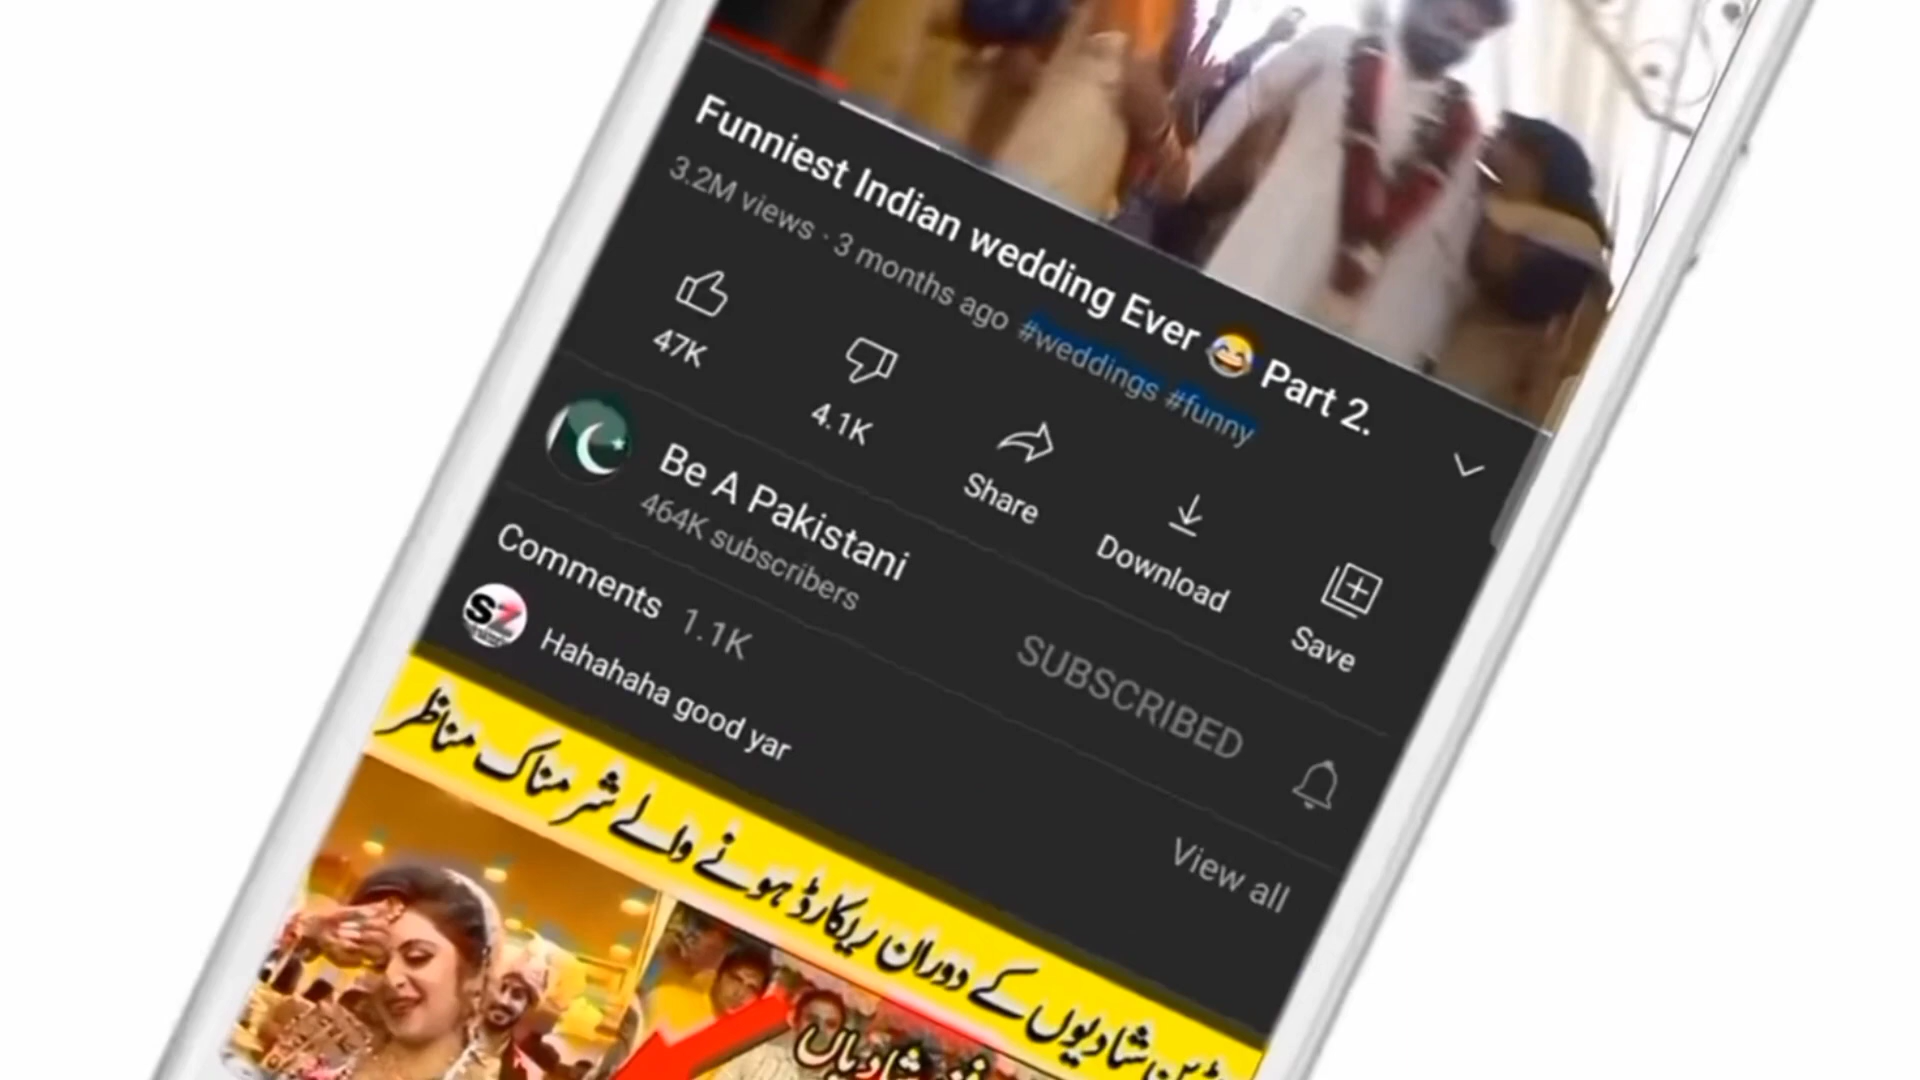 Funniest Indian wedding Ever 😂 Part 2.
3.2M views · 3 months ago #weddings #funny
47K
4.1K
Share
Download
Save
Be A Pakistani
464K subscribers
SUBSCRIBED
Comments 1.1K
View all
SZ
Hahahaha good yar
شادیوں کے دوران ریکارڈ ہونے والے شرمناک مناظر
شادیاں